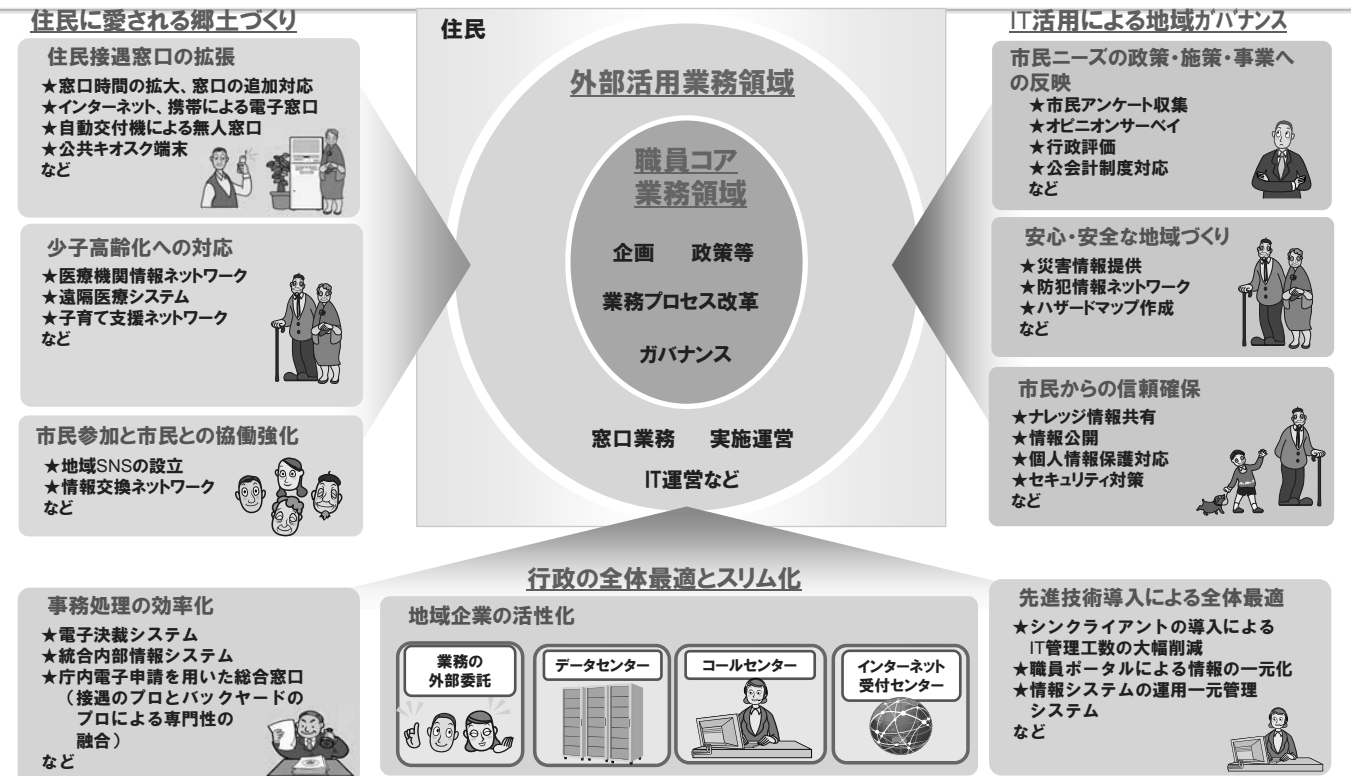 住民に愛される郷土づくり
住民接遇窓口の拡張
★窓口時間の拡大、窓口の追加対応
★インターネット、携帯による電子窓口
★自動交付機による無人窓口
★公共キオスク端末
など
少子高齢化への対応
★医療機関情報ネットワーク
★遠隔医療システム
★子育て支援ネットワーク
など
市民参加と市民との協働強化
★地域SNSの設立
★情報交換ネットワーク
など
住民
外部活用業務領域
職員コア
業務領域
企画 政策等
業務プロセス改革
ガバナンス
窓口業務 実施運営
IT運営など
IT活用による地域ガバナンス
市民ニーズの政策・施策・事業へ
の反映
★市民アンケート収集
★オピニオンサーベイ
★行政評価
★公会計制度対応
など
安心・安全な地域づくり
★災害情報提供
★防犯情報ネットワーク
★ハザードマップ作成
など
市民からの信頼確保
★ナレッジ情報共有
★情報公開
★個人情報保護対応
★セキュリティ対策
など
行政の全体最適とスリム化
事務処理の効率化
★電子決裁システム
★統合内部情報システム
★庁内電子申請を用いた総合窓口
（接遇のプロとバックヤードの
プロによる専門性の
融合）
など
地域企業の活性化
業務の
外部委託
データセンター
コールセンター
インターネット
受付センター
先進技術導入による全体最適
★シンクライアントの導入による
IT管理工数の大幅削減
★職員ポータルによる情報の一元化
★情報システムの運用一元管理
システム
など